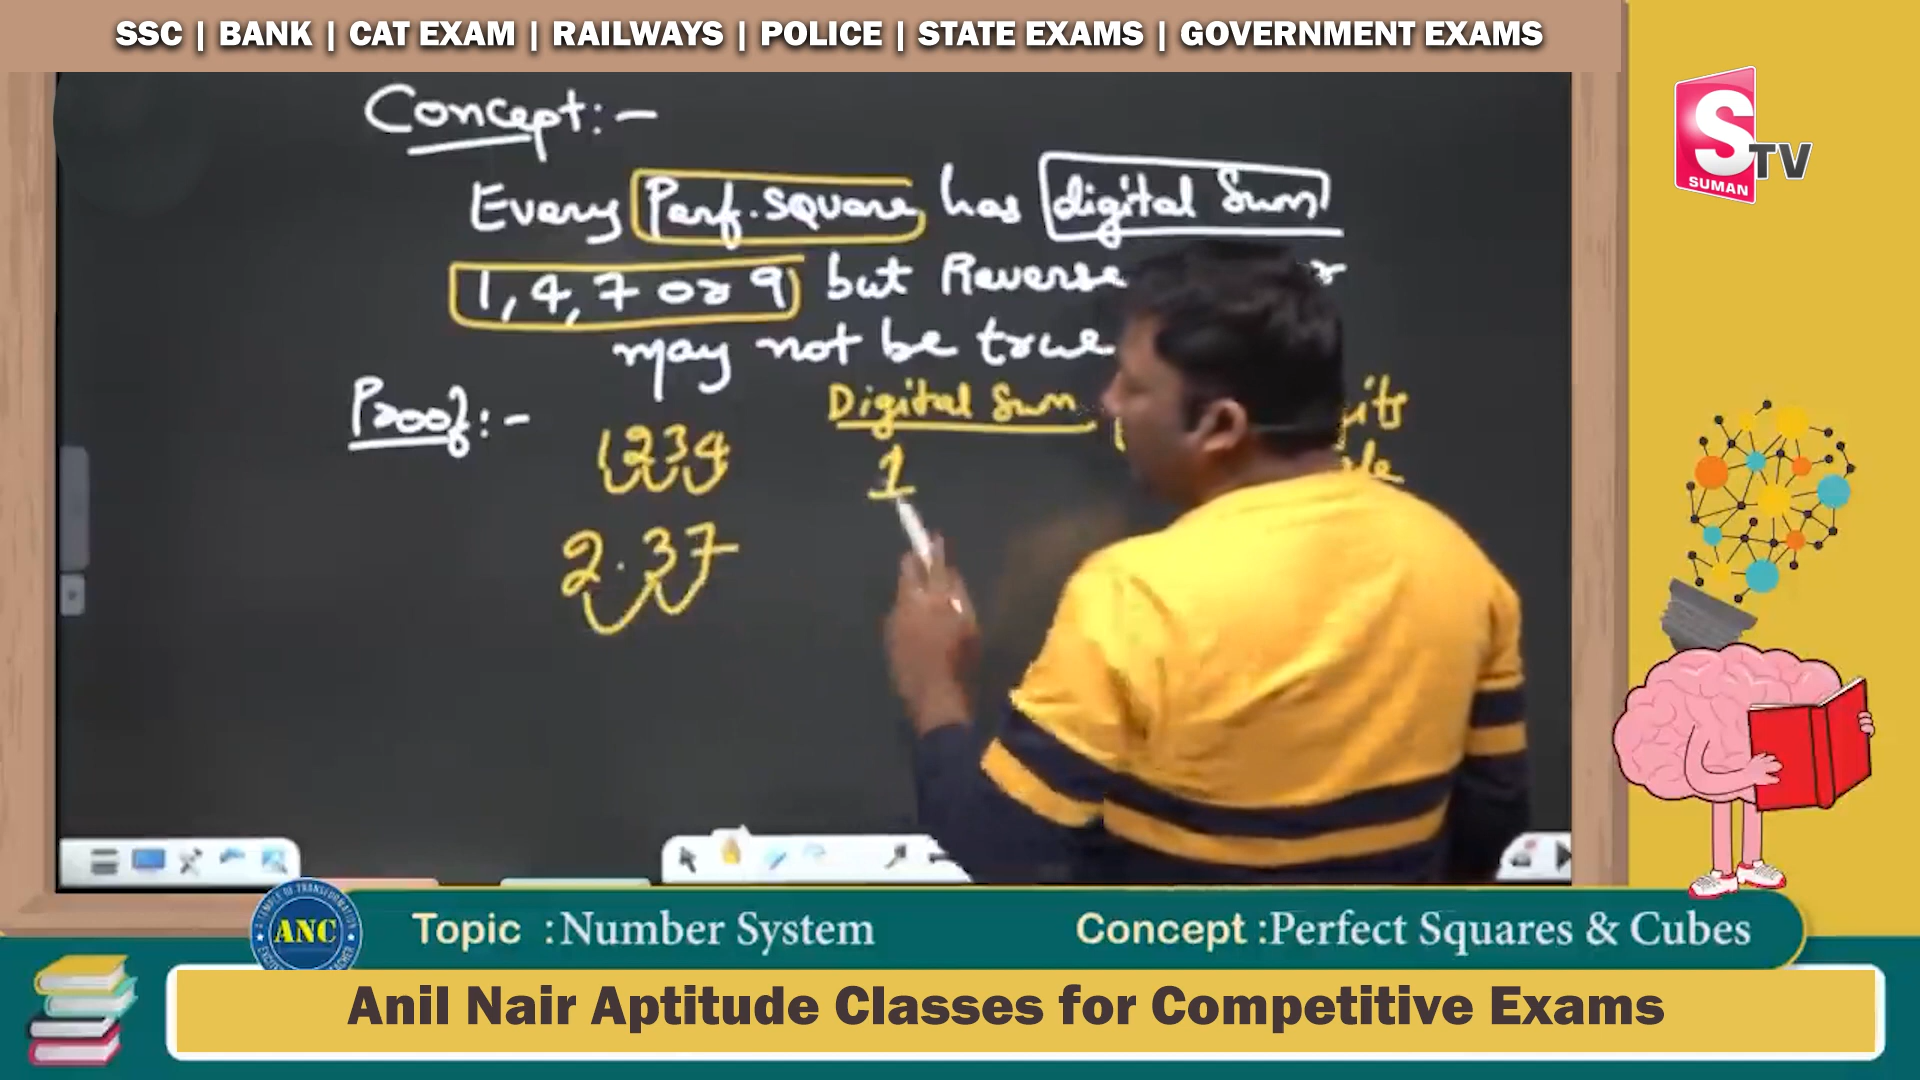 SSC | BANK | CAT EXAM | RAILWAYS | POLICE | STATE EXAMS | GOVERNMENT EXAMS
S TV
SUMAN
Concept:-
Every Perf. square has digital Sum
1, 4, 7 or 9 but Reverse
may not be true
Proof:-
Digital Sum
1234
1
2.37
ANC
Topic : Number System
Concept : Perfect Squares & Cubes
Anil Nair Aptitude Classes for Competitive Exams